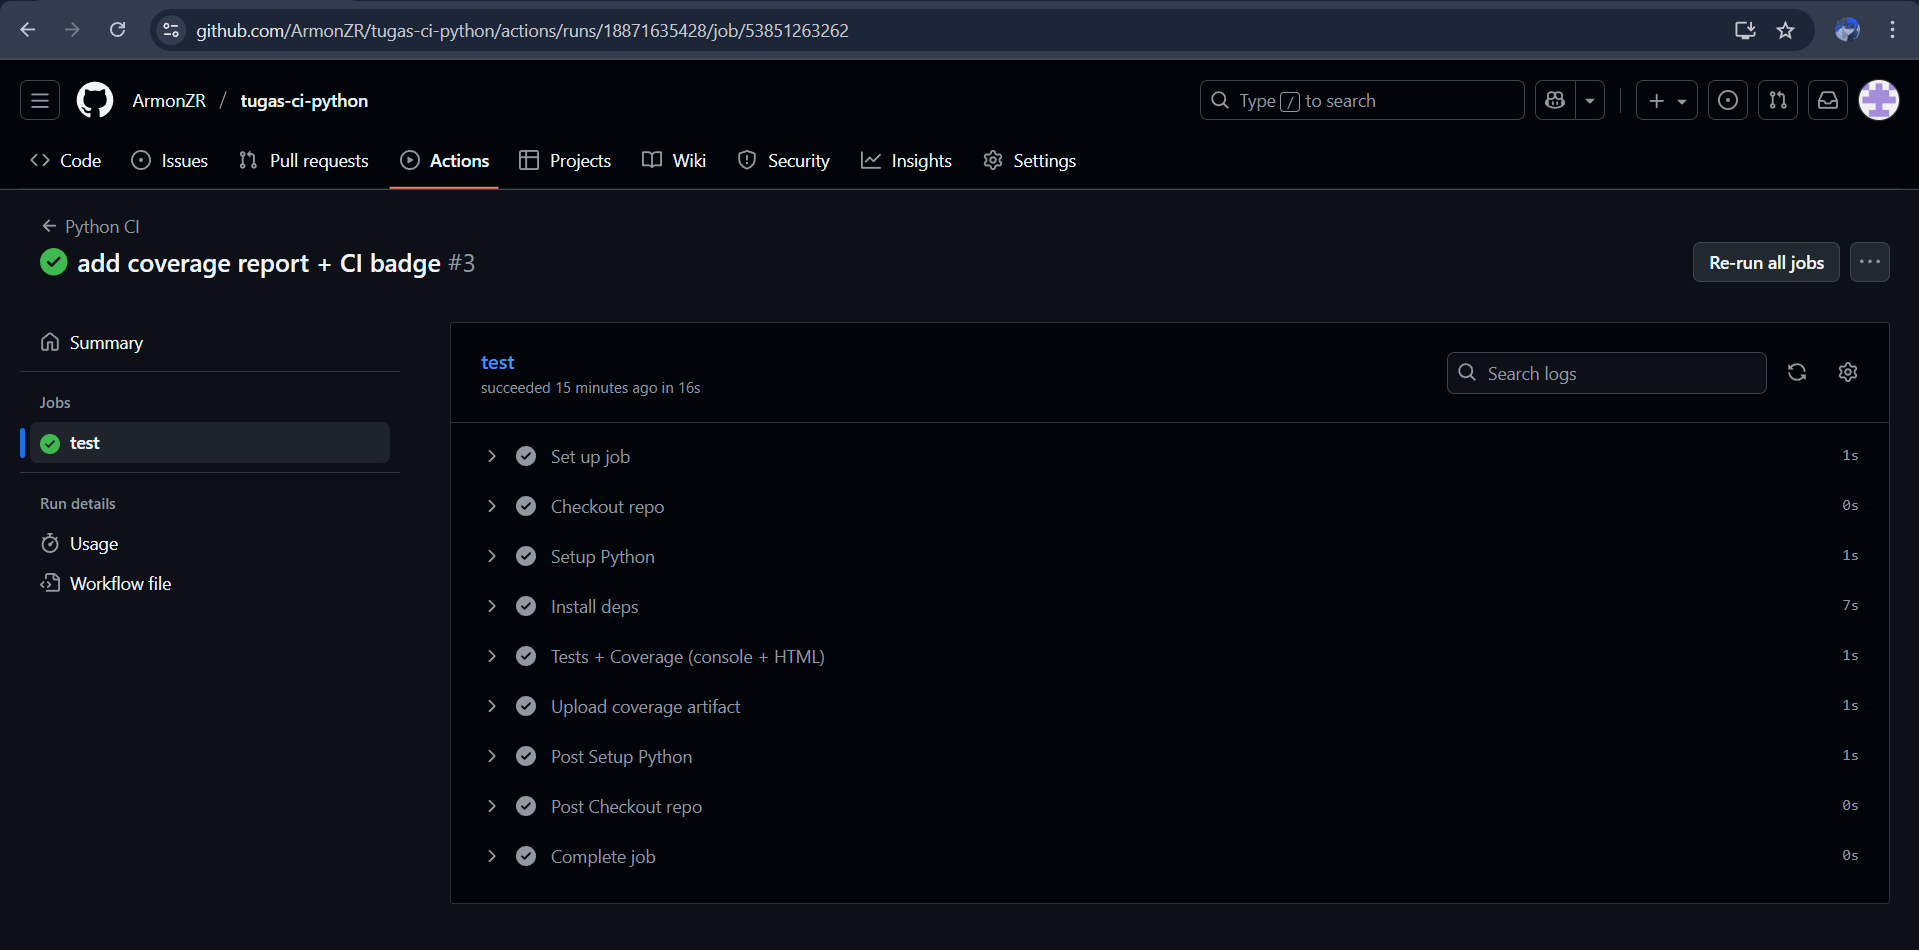 github.com/ArmonZR/tugas-ci-python/actions/runs/18871635428/job/53851263262
ArmonZR / tugas-ci-python
Type / to search
Code Issues Pull requests Actions Projects Wiki Security Insights Settings
Python CI
add coverage report + CI badge #3
Re-run all jobs
Summary
Jobs
test
Run details
Usage
Workflow file
test
succeeded 15 minutes ago in 16s
Search logs
Set up job 1s
Checkout repo 0s
Setup Python 1s
Install deps 7s
Tests + Coverage (console + HTML) 1s
Upload coverage artifact 1s
Post Setup Python 1s
Post Checkout repo 0s
Complete job 0s